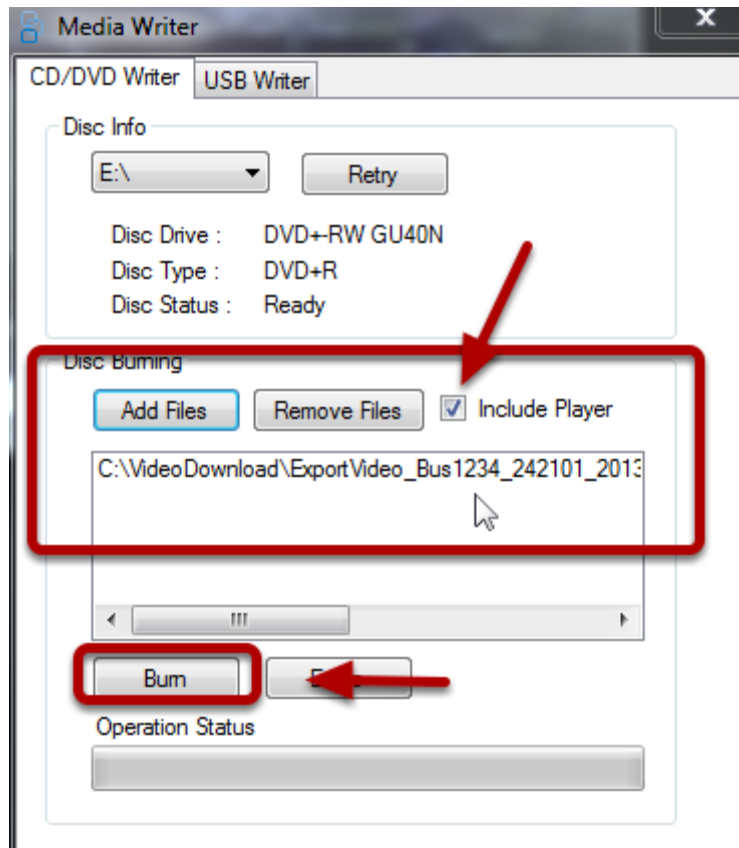 Media Writer
X
CD/DVD Writer
USB Writer
Disc Info
E:\
Retry
Disc Drive : DVD+-RW GU40N
Disc Type : DVD+R
Disc Status : Ready
Disc Burning
Add Files
Remove Files
Include Player
C:\VideoDownload\ExportVideo_Bus1234_242101_2013
Burn
Operation Status